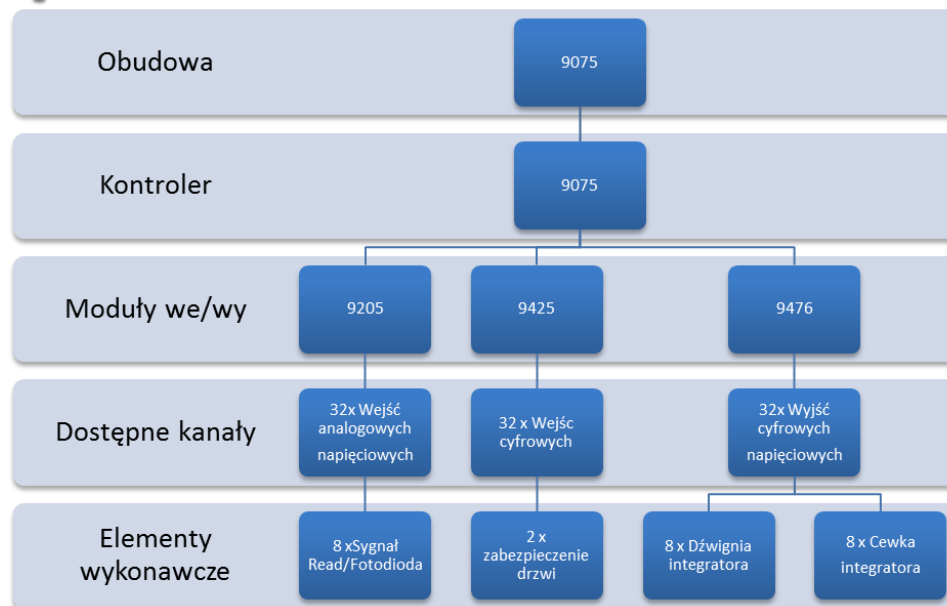 Obudowa
9075
Kontroler
9075
Moduły we/wy
9205
9425
9476
Dostępne kanały
32x Wejść
analogowych
napięciowych
32 x Wejśc
cyfrowych
32x Wyjść
cyfrowych
napięciowych
Elementy
wykonawcze
8 xSygnał
Read/Fotodioda
2 x
zabezpieczenie
drzwi
8 x Dźwignia
integratora
8 x Cewka
integratora